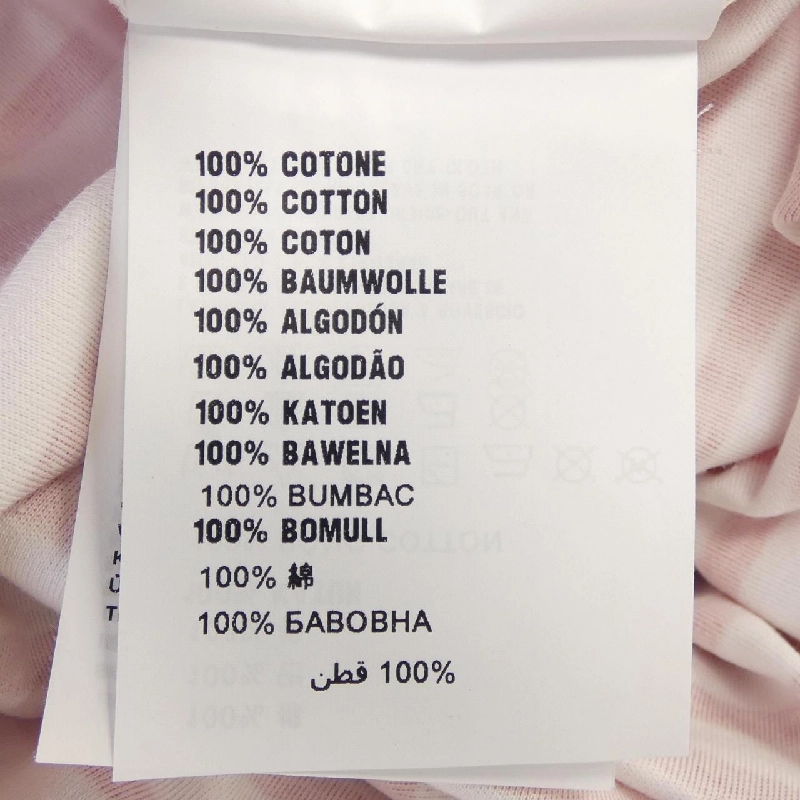 100% COTONE
100% COTTON
100% COTON
100% BAUMWOLLE
100% ALGODÓN
100% ALGODÃO
100% KATOEN
100% BAWELNA
100% BUMBAC
100% BOMULL
100% 綿
100% БАВОВНА
100% قطن